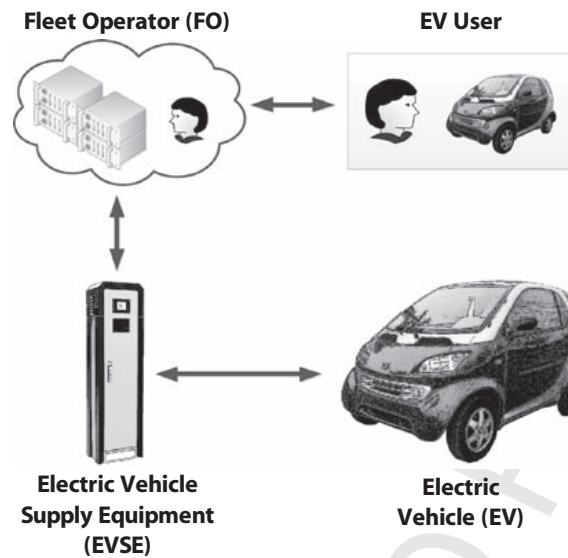 Fleet Operator (FO)
EV User
Electric Vehicle
Supply Equipment
(EVSE)
Electric
Vehicle (EV)